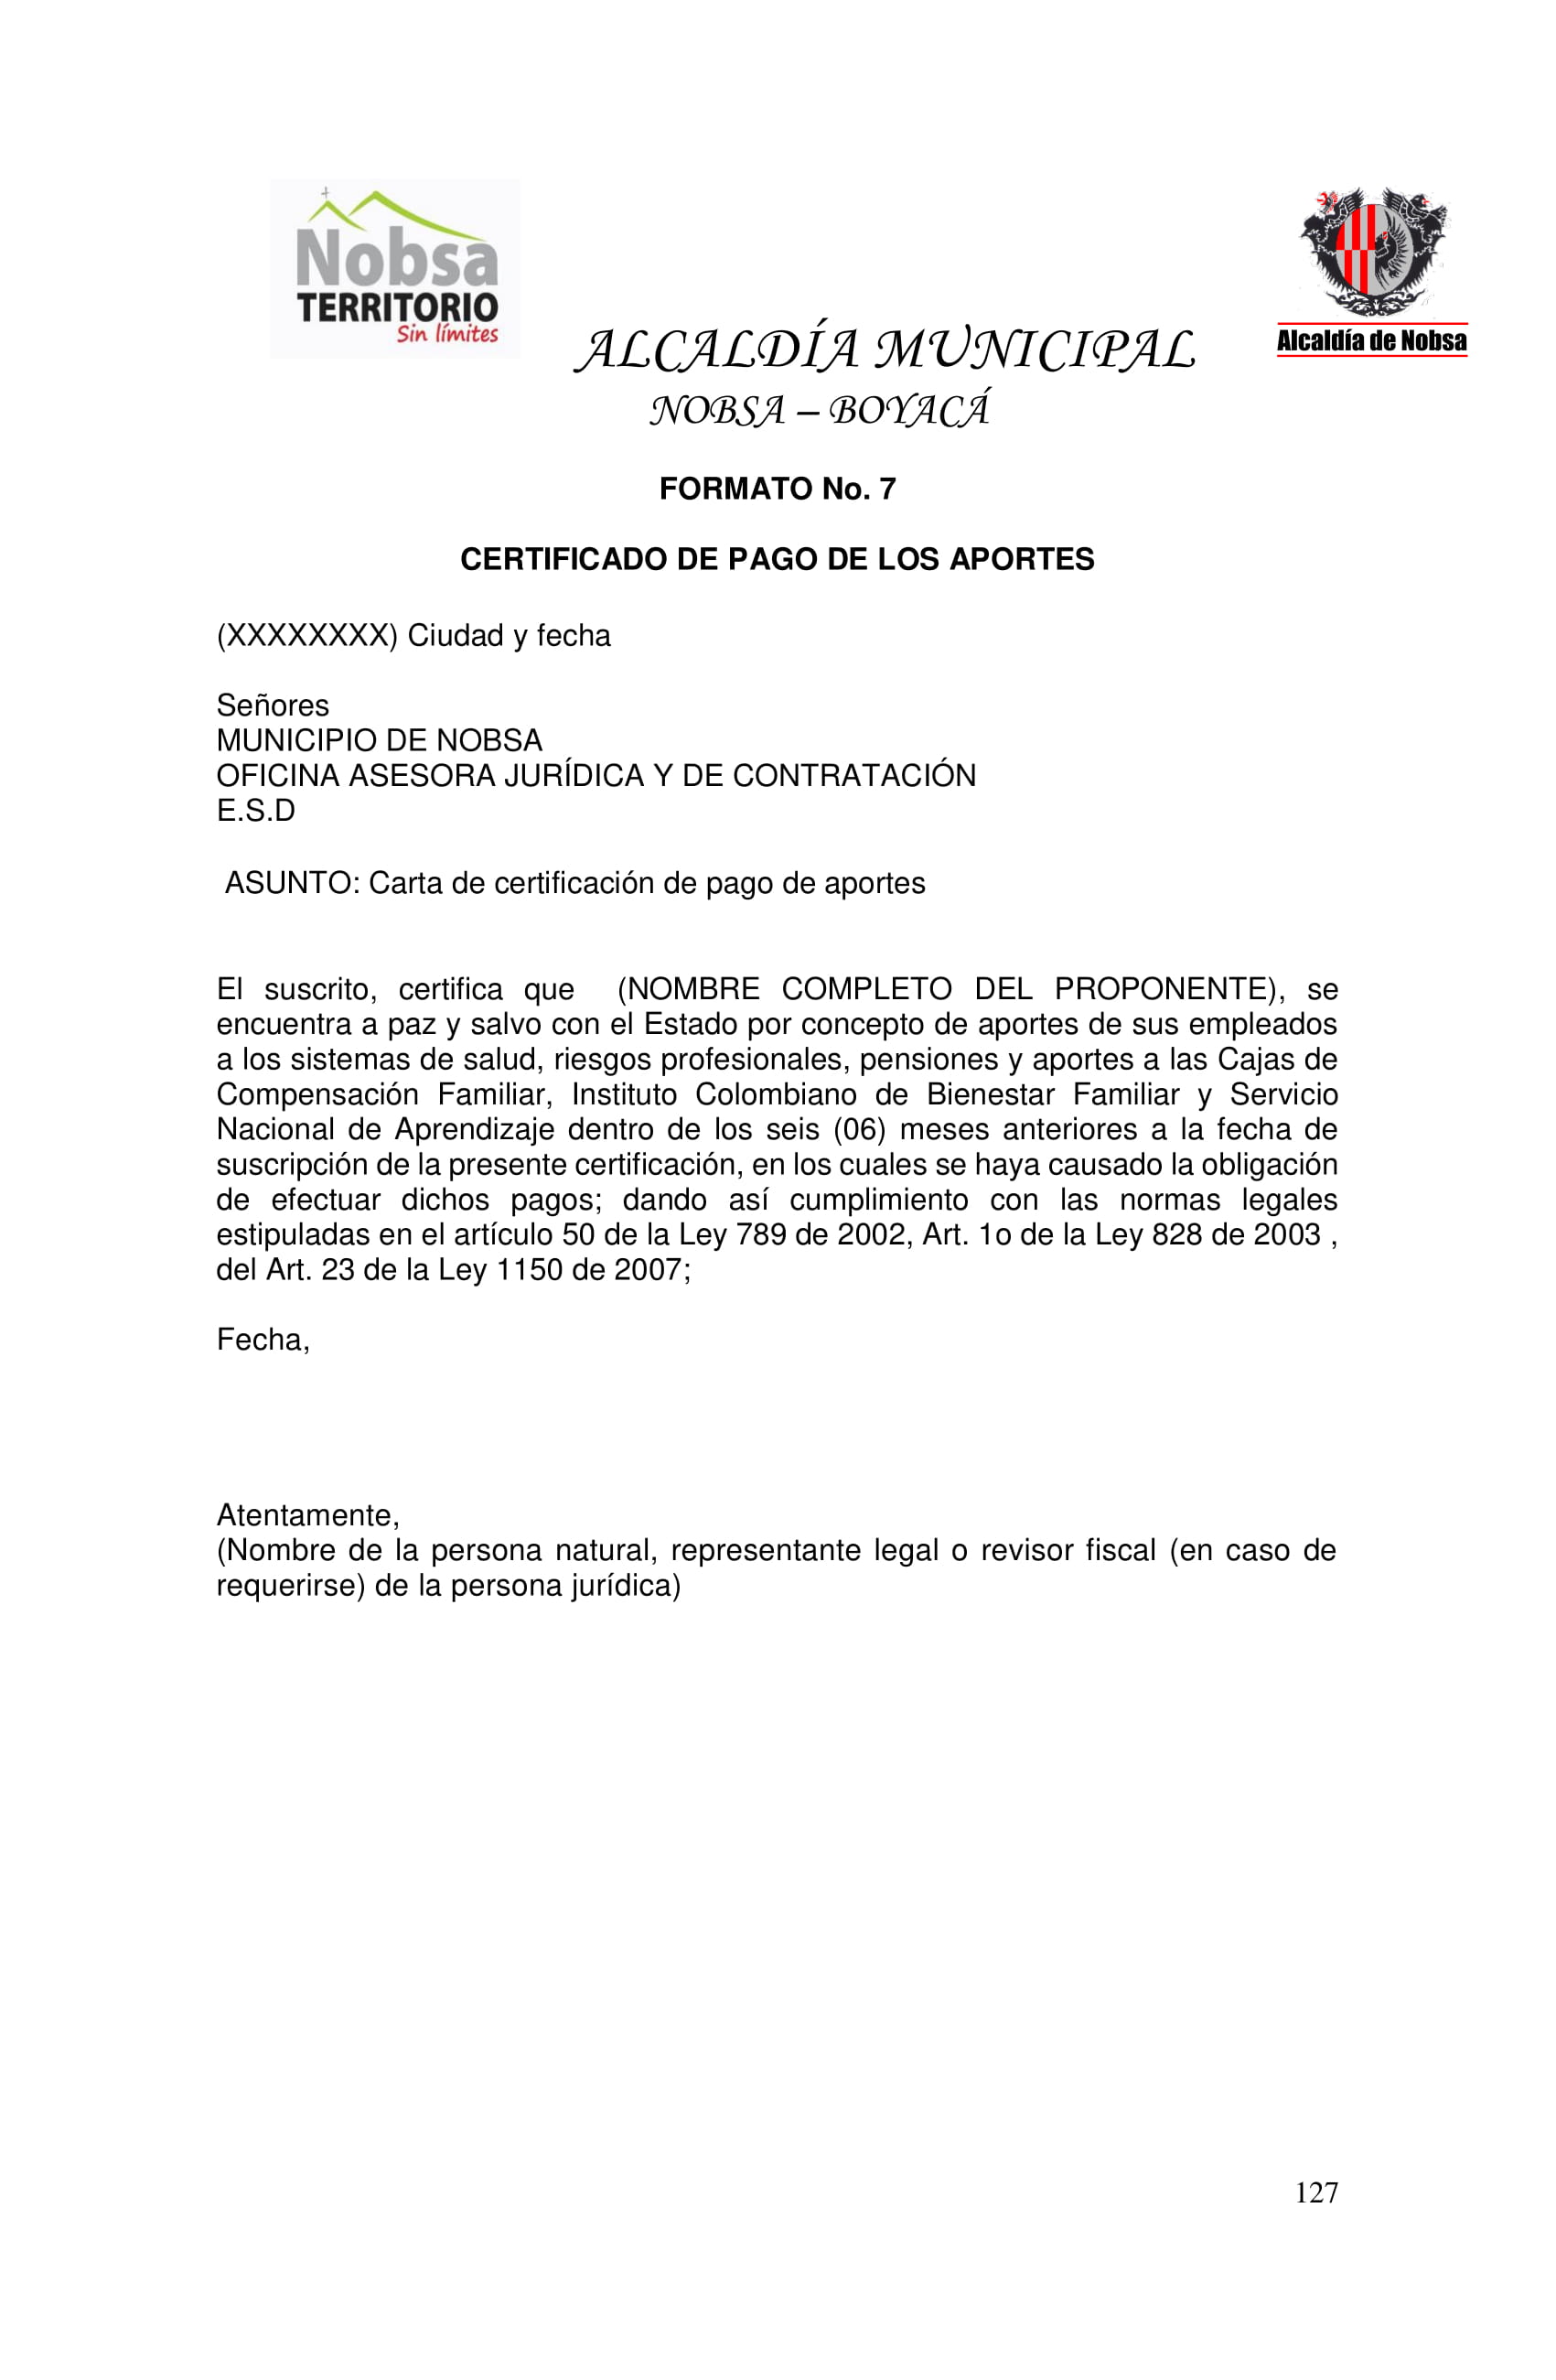 Nobsa
TERRITORIO
Sin límites
Alcaldía de Nobsa
ALCALDÍA MUNICIPAL
NOBSA – BOYACÁ
FORMATO No. 7
CERTIFICADO DE PAGO DE LOS APORTES
(XXXXXXXX) Ciudad y fecha
Señores
MUNICIPIO DE NOBSA
OFICINA ASESORA JURÍDICA Y DE CONTRATACIÓN
E.S.D
ASUNTO: Carta de certificación de pago de aportes
El suscrito, certifica que (NOMBRE COMPLETO DEL PROPONENTE), se
encuentra a paz y salvo con el Estado por concepto de aportes de sus empleados
a los sistemas de salud, riesgos profesionales, pensiones y aportes a las Cajas de
Compensación Familiar, Instituto Colombiano de Bienestar Familiar y Servicio
Nacional de Aprendizaje dentro de los seis (06) meses anteriores a la fecha de
suscripción de la presente certificación, en los cuales se haya causado la obligación
de efectuar dichos pagos; dando así cumplimiento con las normas legales
estipuladas en el artículo 50 de la Ley 789 de 2002, Art. 1o de la Ley 828 de 2003 ,
del Art. 23 de la Ley 1150 de 2007;
Fecha,
Atentamente,
(Nombre de la persona natural, representante legal o revisor fiscal (en caso de
requerirse) de la persona jurídica)
127